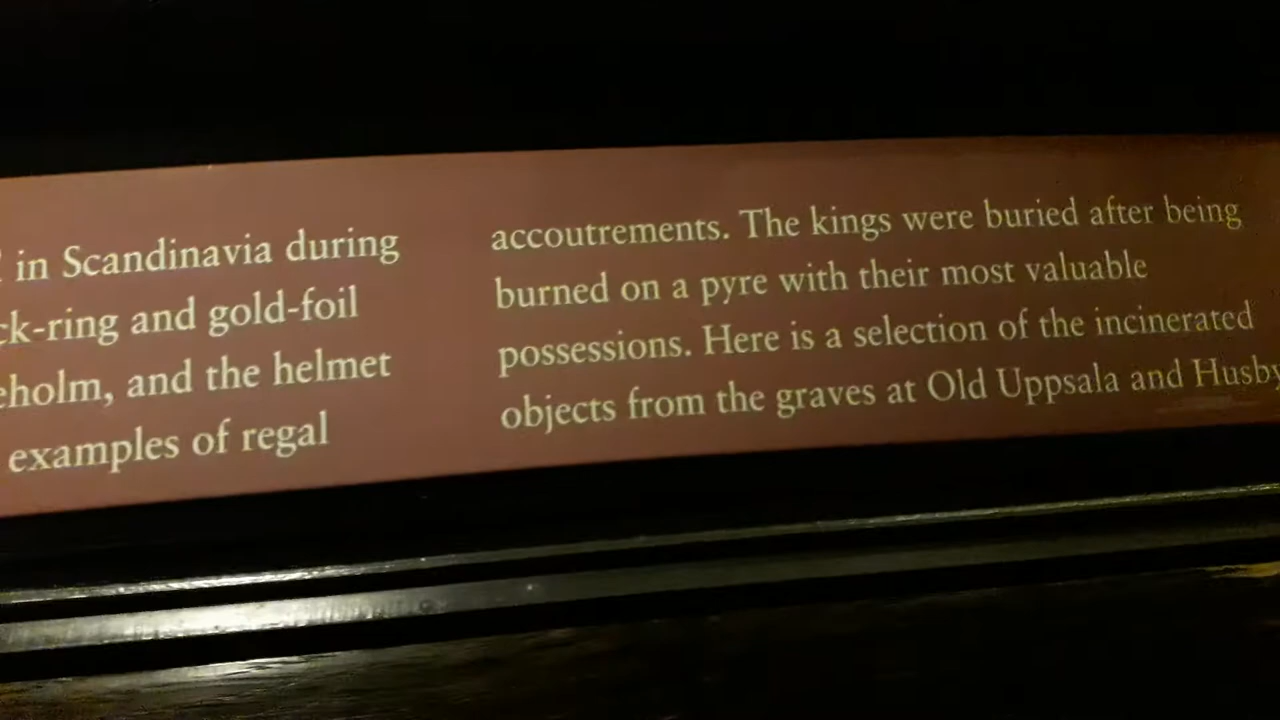 in Scandinavia during
ck-ring and gold-foil
eholm, and the helmet
examples of regal
accoutrements. The kings were buried after being
burned on a pyre with their most valuable
possessions. Here is a selection of the incinerated
objects from the graves at Old Uppsala and Husby